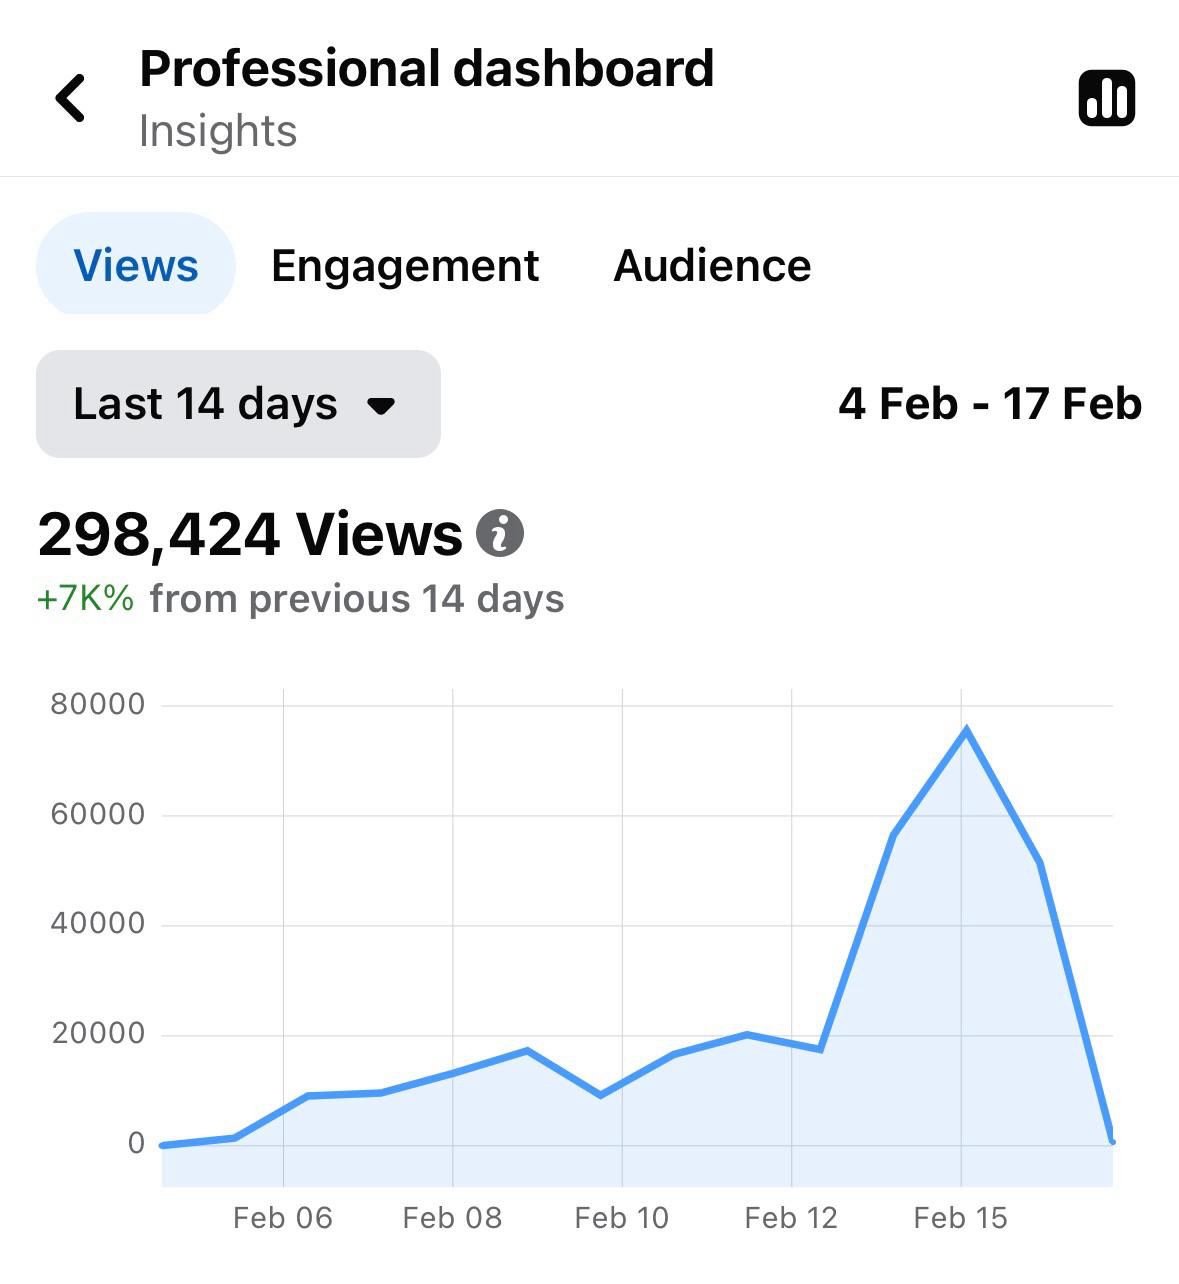 Professional dashboard
Insights
Views Engagement Audience
Last 14 days 4 Feb - 17 Feb
298,424 Views
+7K% from previous 14 days
80000
60000
40000
20000
0
Feb 06 Feb 08 Feb 10 Feb 12 Feb 15